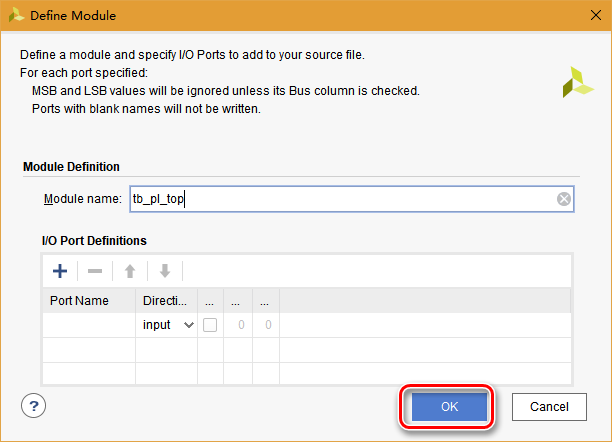 Define Module
Define a module and specify I/O Ports to add to your source file.
For each port specified:
MSB and LSB values will be ignored unless its Bus column is checked.
Ports with blank names will not be written.
Module Definition
Module name: tb_pl_top
I/O Port Definitions
Port Name Directi... ... ... ...
input 0 0
? OK Cancel